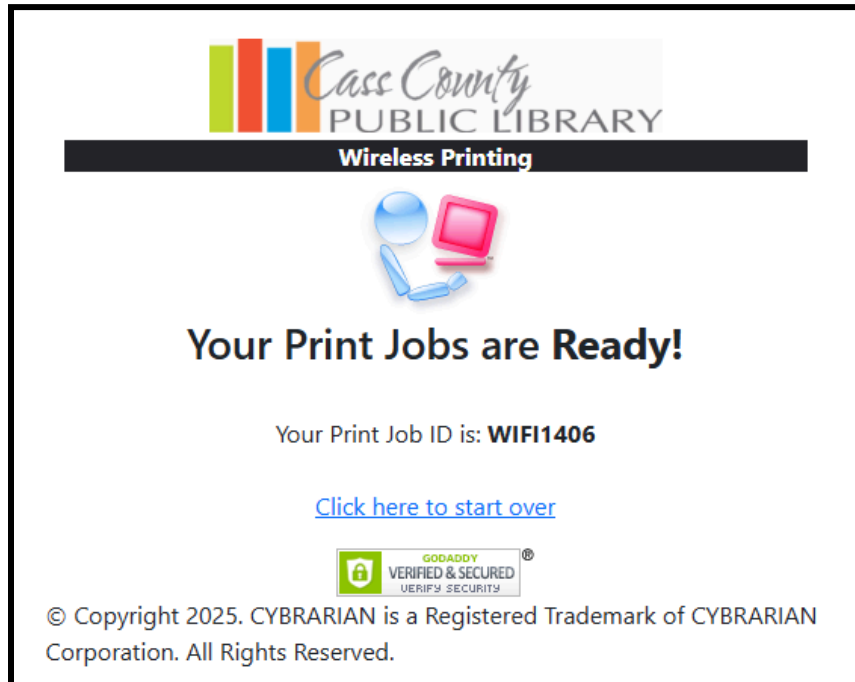 Cass County
PUBLIC LIBRARY
Wireless Printing
Your Print Jobs are Ready!
Your Print Job ID is: WIFI1406
Click here to start over
GODADDY
VERIFIED & SECURED
VERIFY SECURITY
®
© Copyright 2025. CYBRARIAN is a Registered Trademark of CYBRARIAN
Corporation. All Rights Reserved.